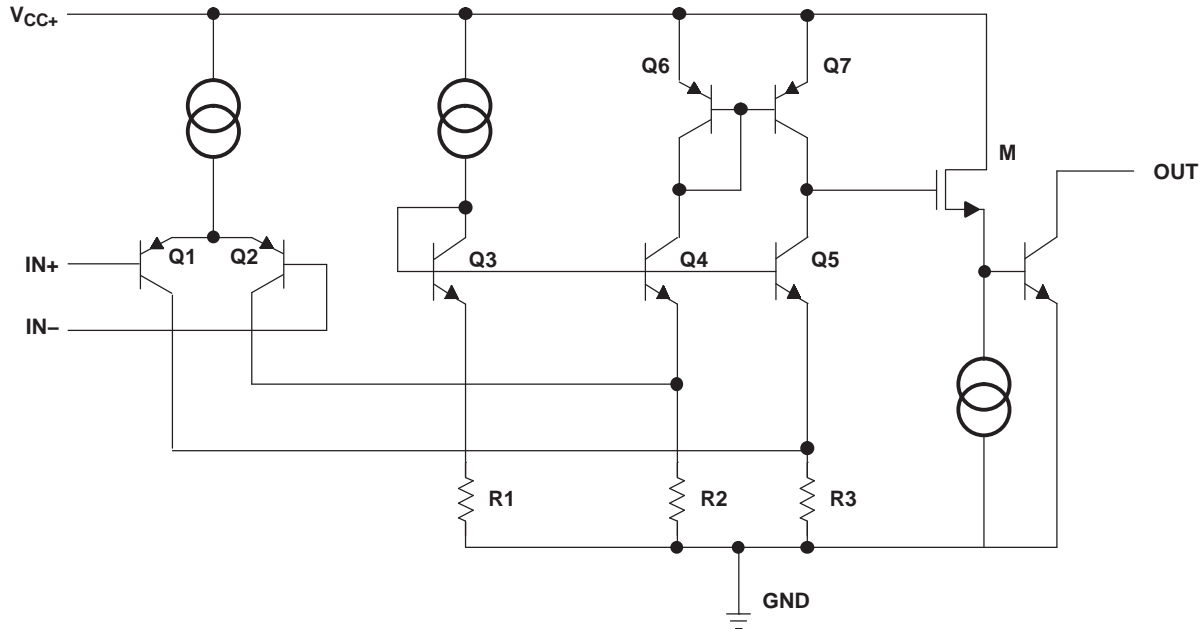 VCC+
Q6 Q7
M
OUT
IN+ Q1 Q2 Q3 Q4 Q5
IN–
R1 R2 R3
GND